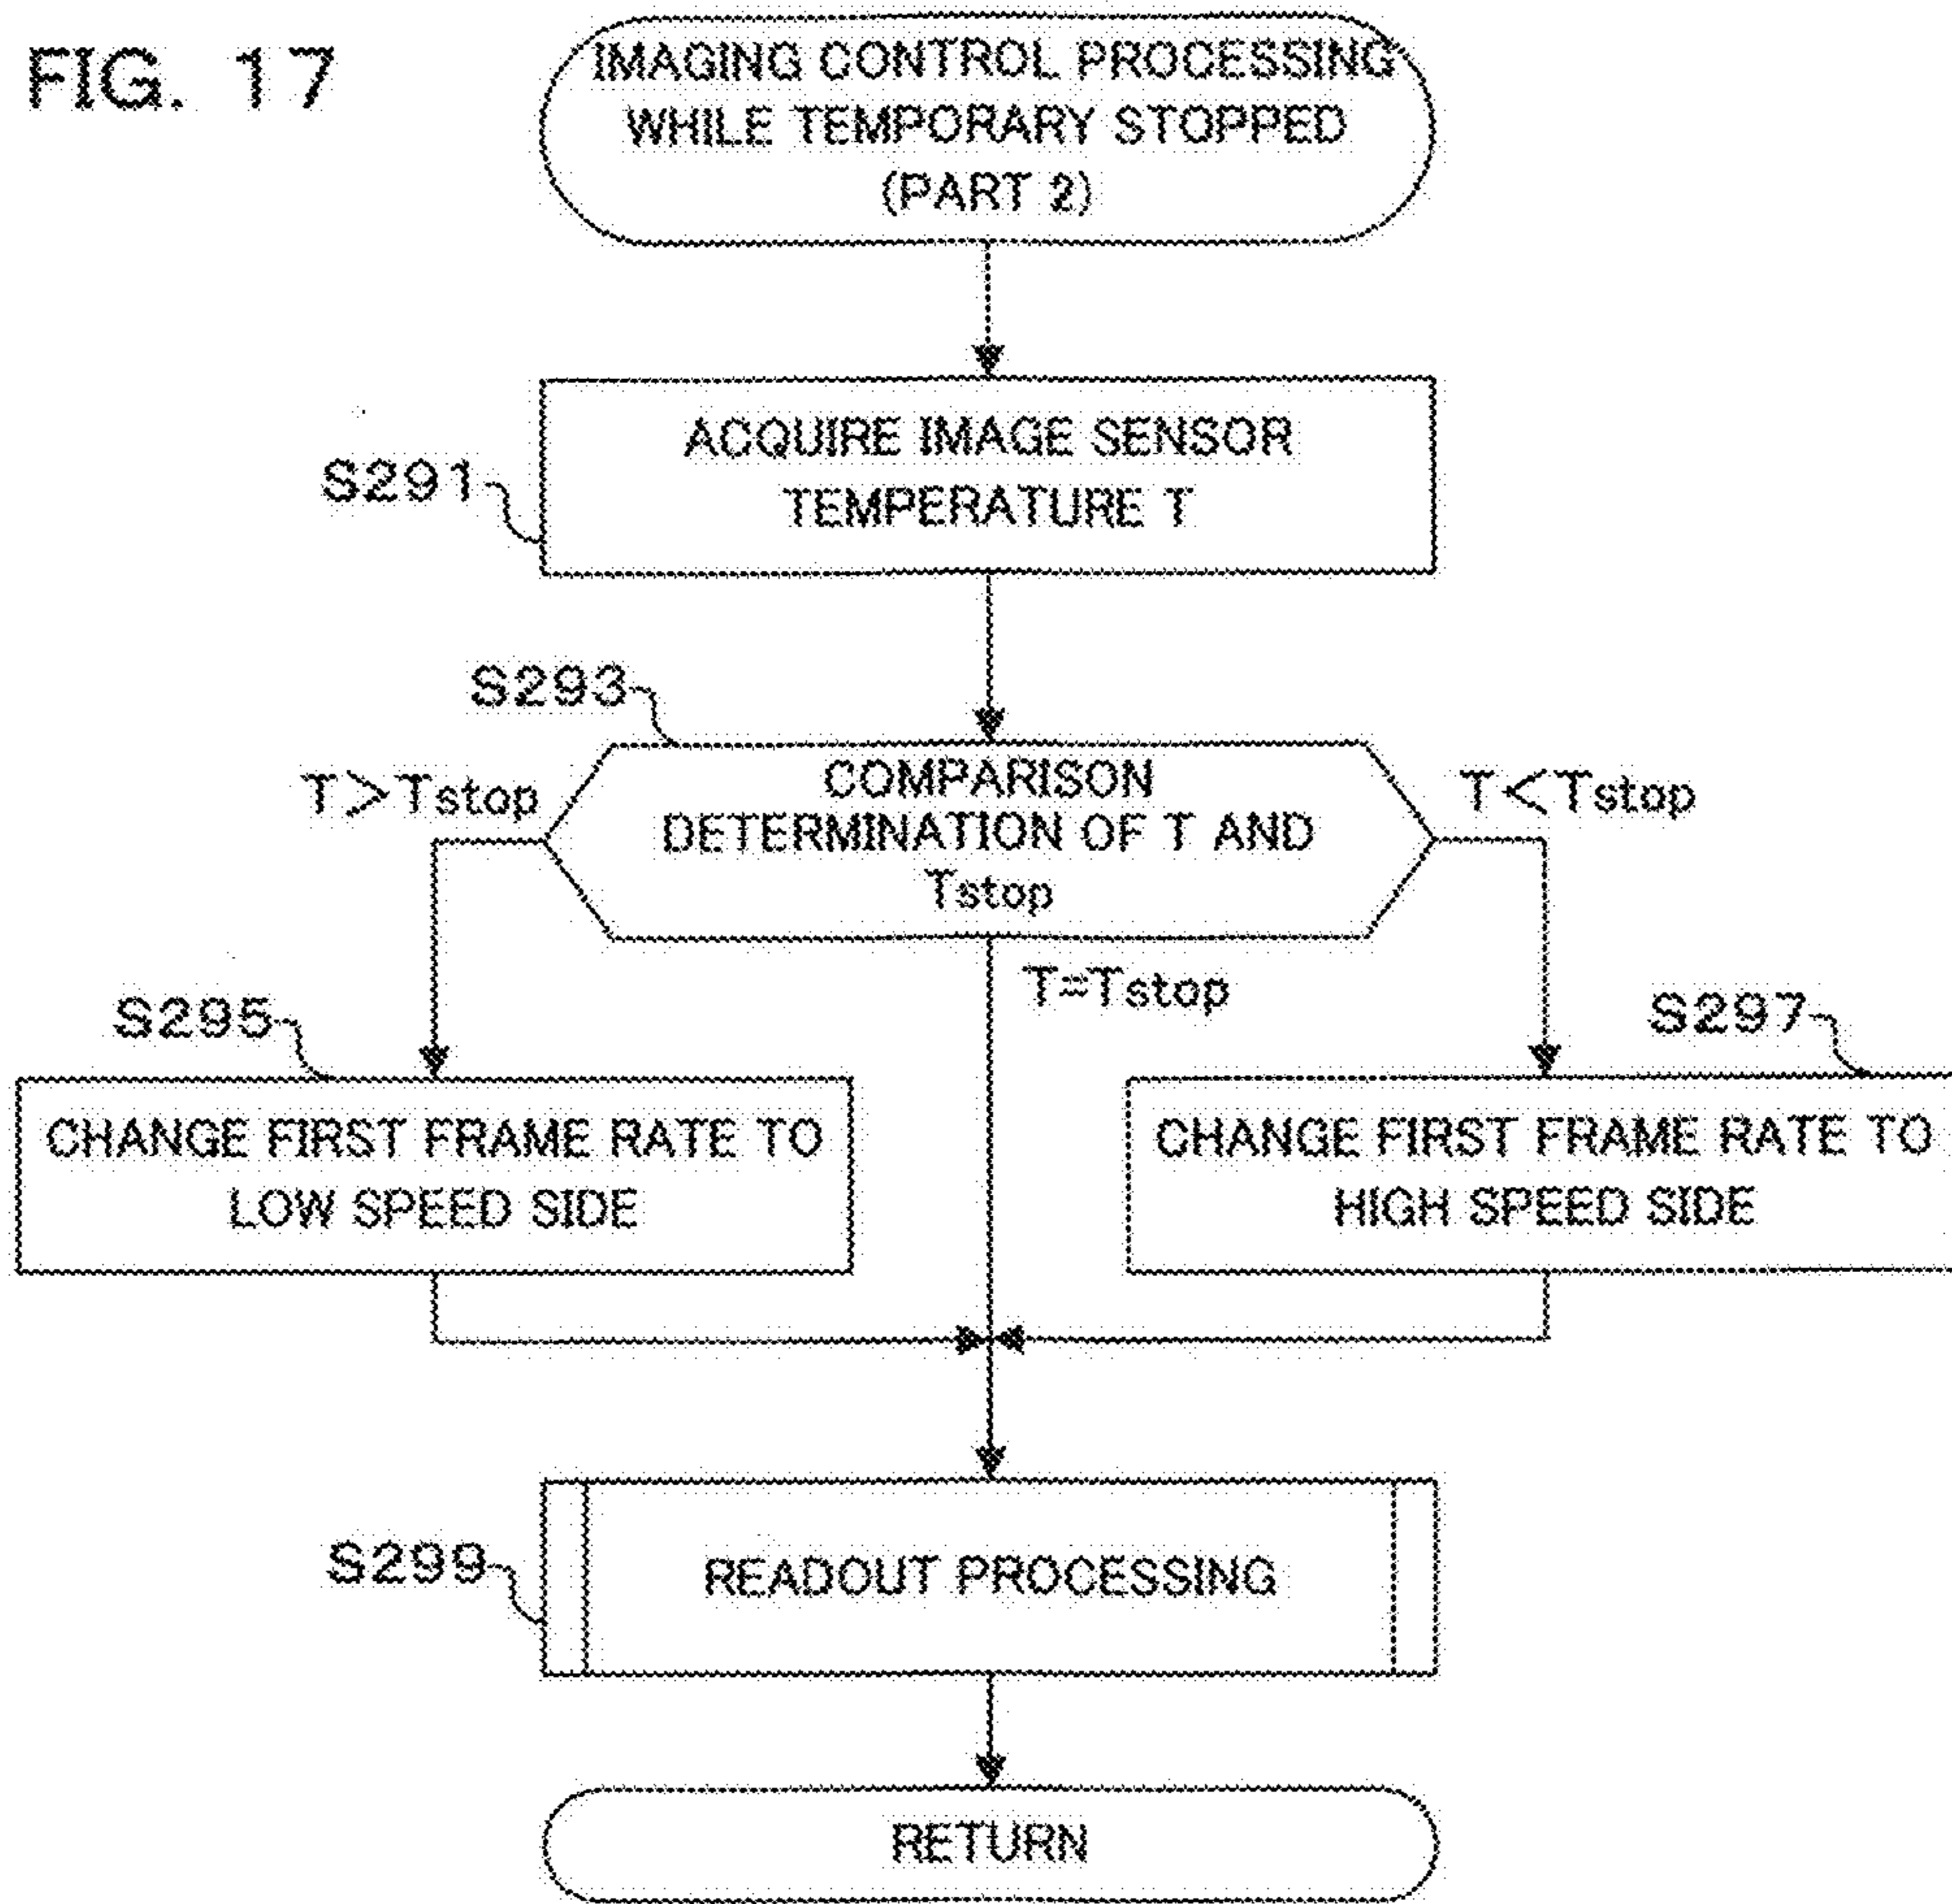 FIG. 17
IMAGING CONTROL PROCESSING
WHILE TEMPORARY STOPPED
(PART 2)
S291
ACQUIRE IMAGE SENSOR
TEMPERATURE T
S293
COMPARISON
DETERMINATION OF T AND
Tstop
T>Tstop
T<Tstop
T=Tstop
S295
CHANGE FIRST FRAME RATE TO
LOW SPEED SIDE
S297
CHANGE FIRST FRAME RATE TO
HIGH SPEED SIDE
S299
READOUT PROCESSING
RETURN